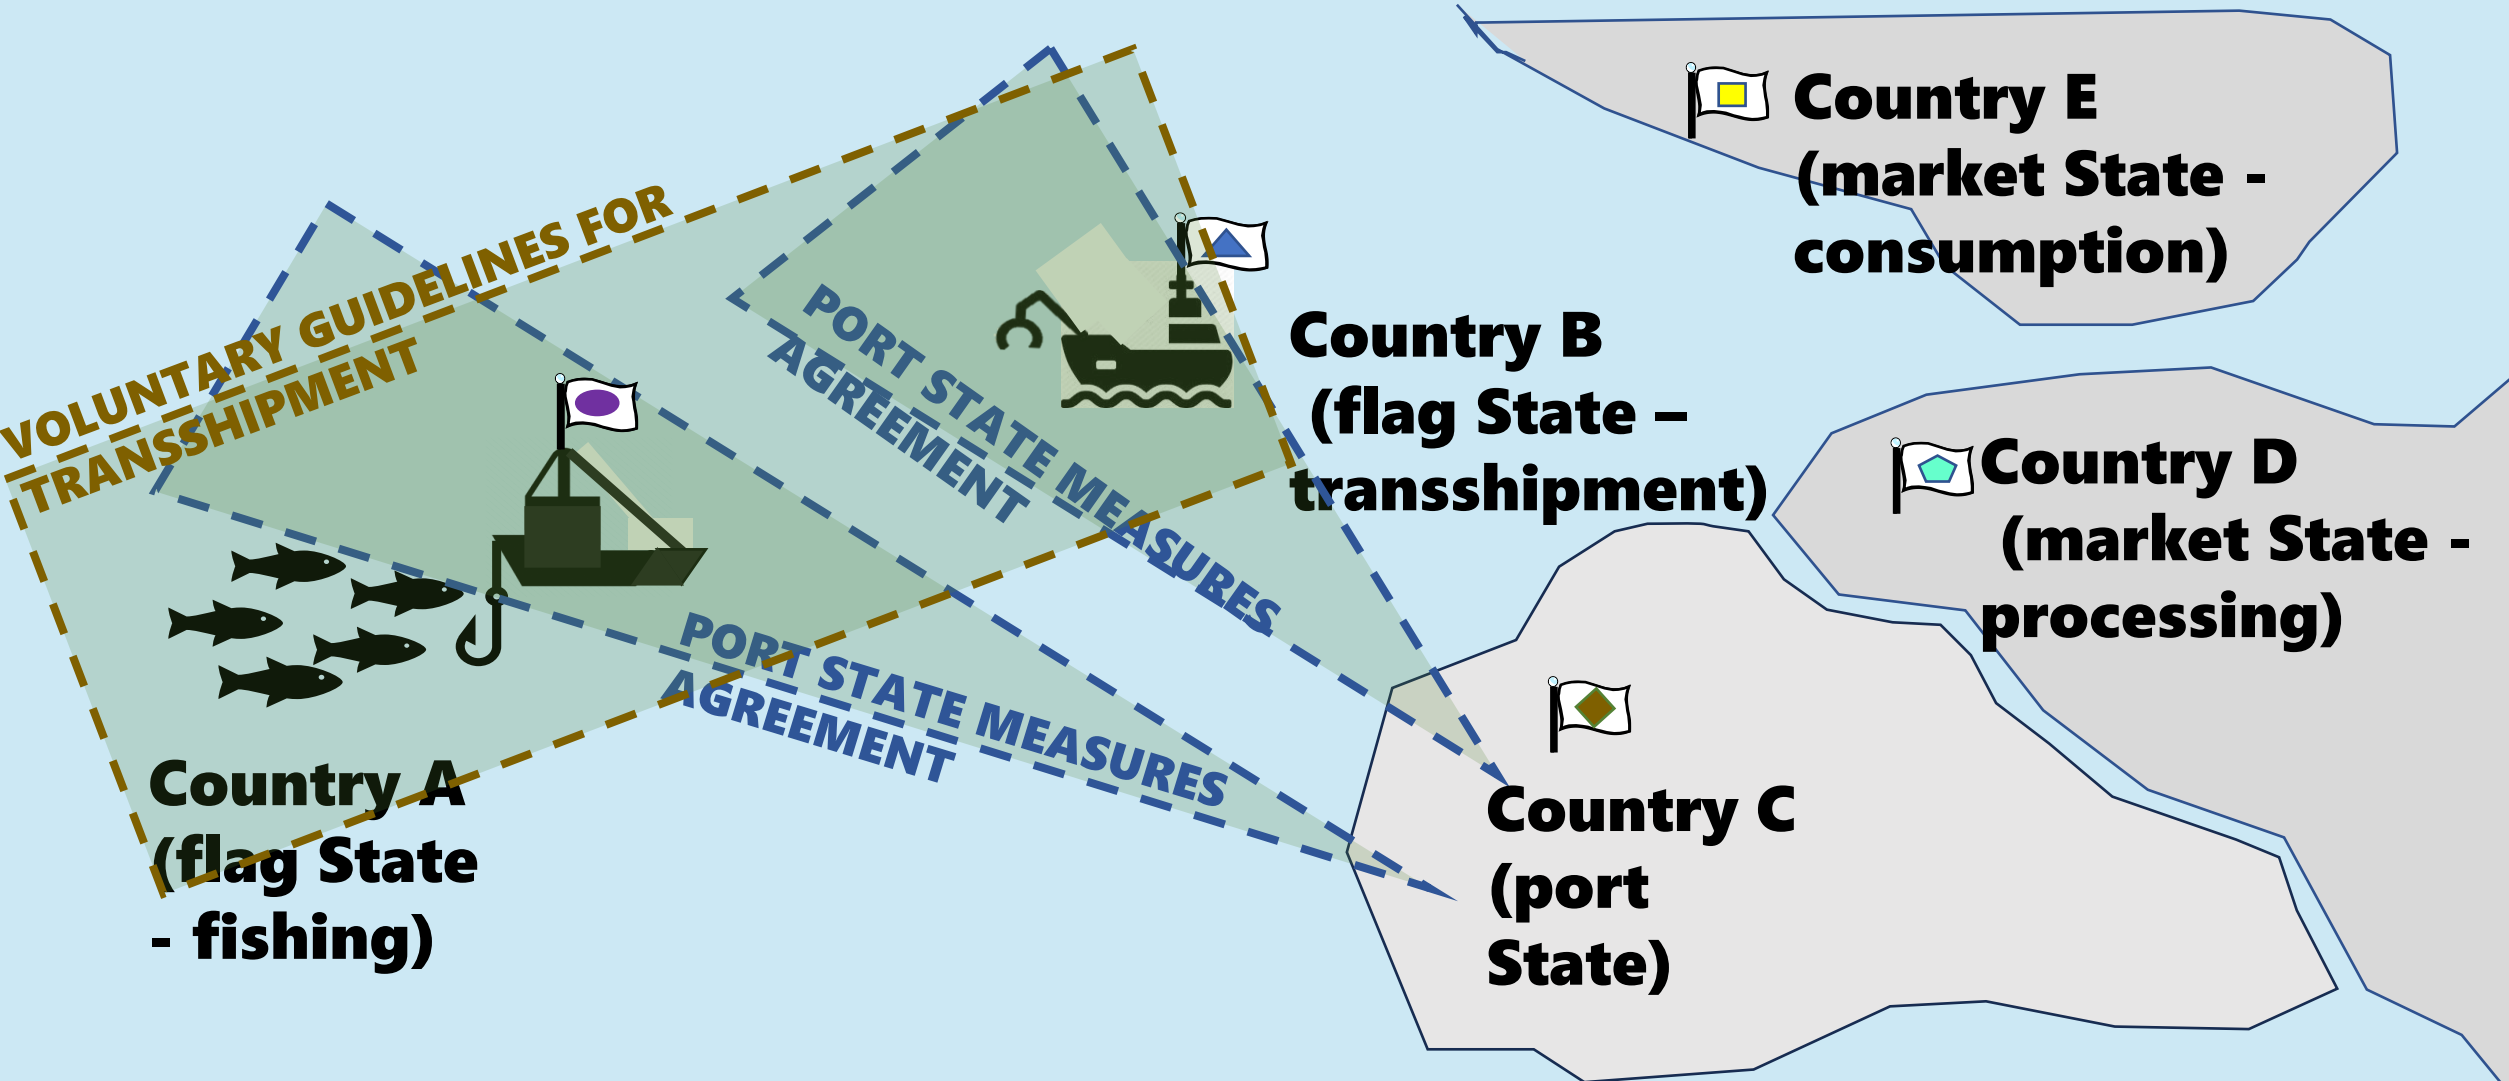 Country E
(market State -
consumption)
VOLUNTARY GUIDELINES FOR
TRANSSHIPMENT
PORT STATE MEASURES
AGREEMENT
Country B
(flag State –
transshipment)
Country D
(market State -
processing)
PORT STATE MEASURES
AGREEMENT
Country A
(flag State
- fishing)
Country C
(port
State)